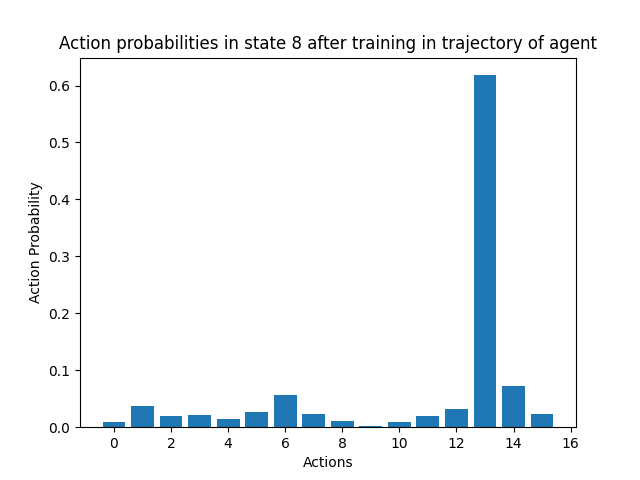 Action probabilities in state 8 after training in trajectory of agent
0.6
0.5
0.4
0.3
0.2
0.1
0.0
Action Probability
0 2 4 6 8 10 12 14 16
Actions